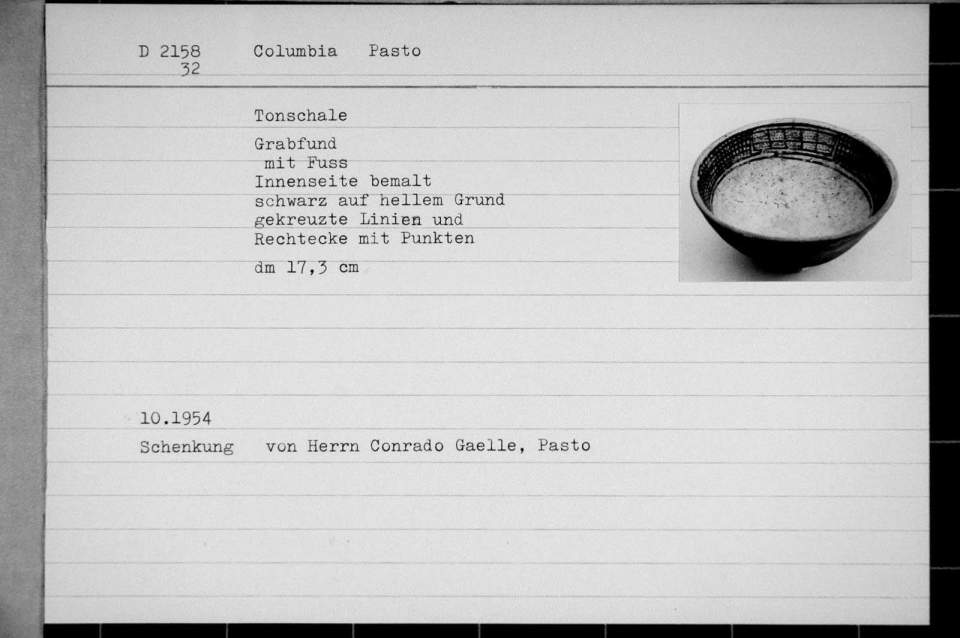 D 2158 Columbia Pasto
32
Tonschale
Grabfund
mit Fuss
Innenseite bemalt
schwarz auf hellem Grund
gekreuzte Linien und
Rechtecke mit Punkten
dm 17,3 cm
10.1954
Schenkung von Herrn Conrado Gaelle, Pasto